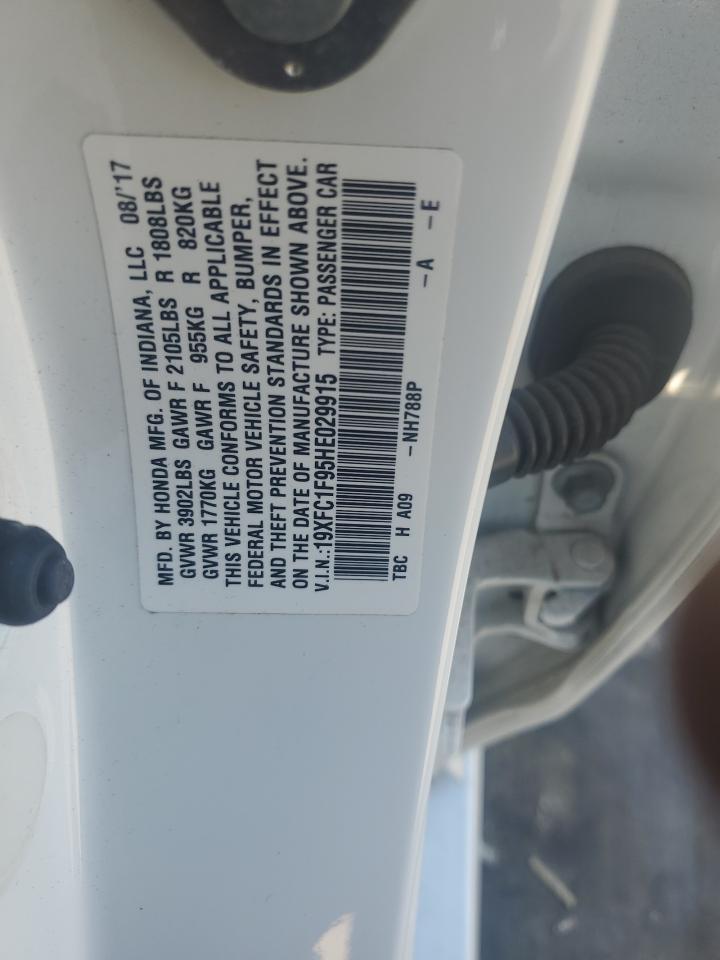 MFD. BY HONDA MFG. OF INDIANA, LLC 08/'17
GVWR 3902LBS GAWR F 2105LBS R 1808LBS
GVWR 1770KG GAWR F 955KG R 820KG
THIS VEHICLE CONFORMS TO ALL APPLICABLE
FEDERAL MOTOR VEHICLE SAFETY, BUMPER,
AND THEFT PREVENTION STANDARDS IN EFFECT
ON THE DATE OF MANUFACTURE SHOWN ABOVE.
V.I.N.:19XFC1F95HE029915 TYPE: PASSENGER CAR
TBC H A09 -NH788P -A -E